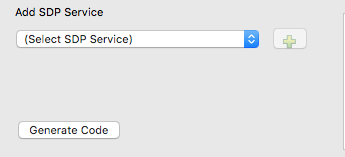 Add SDP Service
(Select SDP Service)
Generate Code